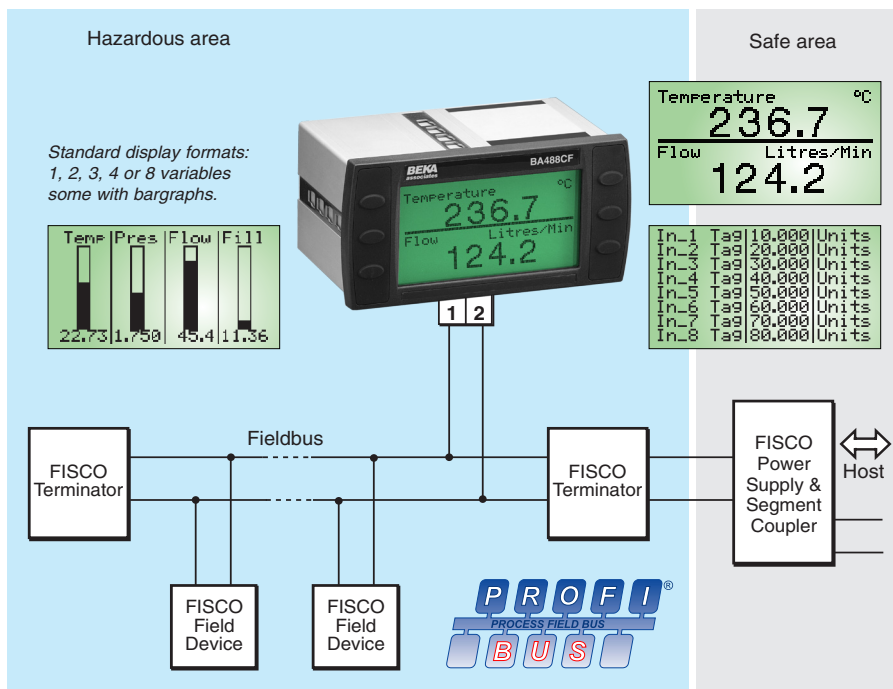 Hazardous area
Safe area
Standard display formats:
1, 2, 3, 4 or 8 variables
some with bargraphs.
Temp Pres Flow Fill
22.73 1.750 45.4 11.36
BEKA
associates
BA488CF
Temperature ºC
236.7
Flow Litres/Min
124.2
1 2
Temperature ºC
236.7
Flow Litres/Min
124.2
In_1 Tag 10.000 Units
In_2 Tag 20.000 Units
In_3 Tag 30.000 Units
In_4 Tag 40.000 Units
In_5 Tag 50.000 Units
In_6 Tag 60.000 Units
In_7 Tag 70.000 Units
In_8 Tag 80.000 Units
Fieldbus
FISCO
Terminator
FISCO
Terminator
FISCO
Power
Supply &
Segment
Coupler
Host
FISCO
Field
Device
FISCO
Field
Device
PROFI®
PROCESS FIELD BUS
BUS